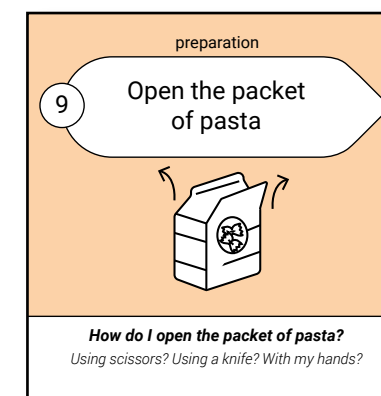 preparation
9
Open the packet
of pasta
How do I open the packet of pasta?
Using scissors? Using a knife? With my hands?